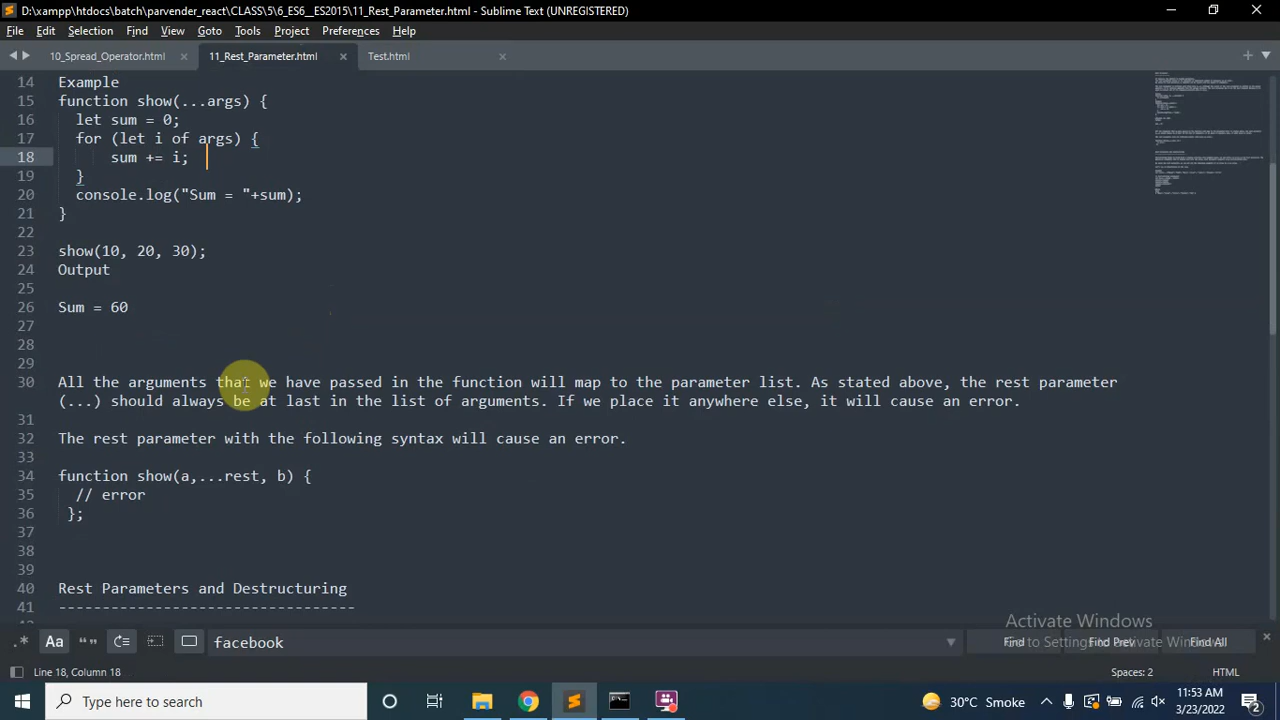 D:\xampp\htdocs\batch\parvender_react\CLASS\5\6_ES6__ES2015\11_Rest_Parameter.html - Sublime Text (UNREGISTERED)
File Edit Selection Find View Goto Tools Project Preferences Help
10_Spread_Operator.html 11_Rest_Parameter.html Test.html
14 Example
15 function show(...args) {
16 let sum = 0;
17 for (let i of args) {
18 sum += i;
19 }
20 console.log("Sum = "+sum);
21 }
22
23 show(10, 20, 30);
24 Output
25
26 Sum = 60
27
28
29
30 All the arguments that we have passed in the function will map to the parameter list. As stated above, the rest parameter
(...) should always be at last in the list of arguments. If we place it anywhere else, it will cause an error.
31
32 The rest parameter with the following syntax will cause an error.
33
34 function show(a,...rest, b) {
35 // error
36 };
37
38
39
40 Rest Parameters and Destructuring
41 ----------------------------------
Activate Windows
Go to Settings to Activate Windows.
.* Aa “” facebook Find Find Prev Find All
Line 18, Column 18 Spaces: 2 HTML
Type here to search 30°C Smoke 11:53 AM
3/23/2022 2